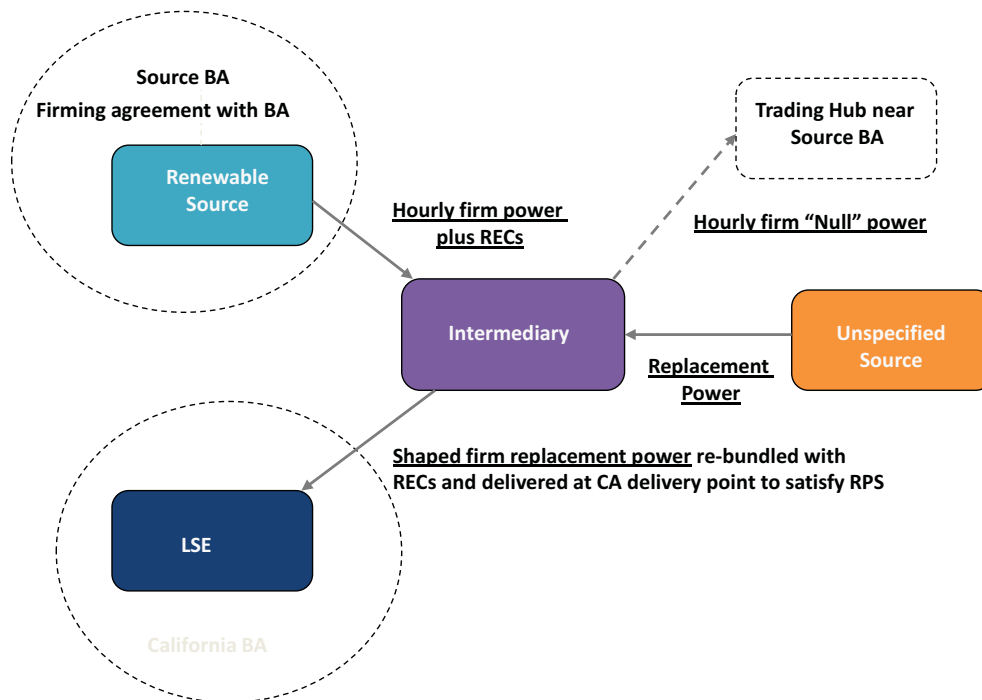 Source BA
Firming agreement with BA
Renewable
Source
Hourly firm power
plus RECs
Trading Hub near
Source BA
Hourly firm “Null” power
Intermediary
Unspecified
Source
Replacement
Power
Shaped firm replacement power re-bundled with
RECs and delivered at CA delivery point to satisfy RPS
LSE
California BA